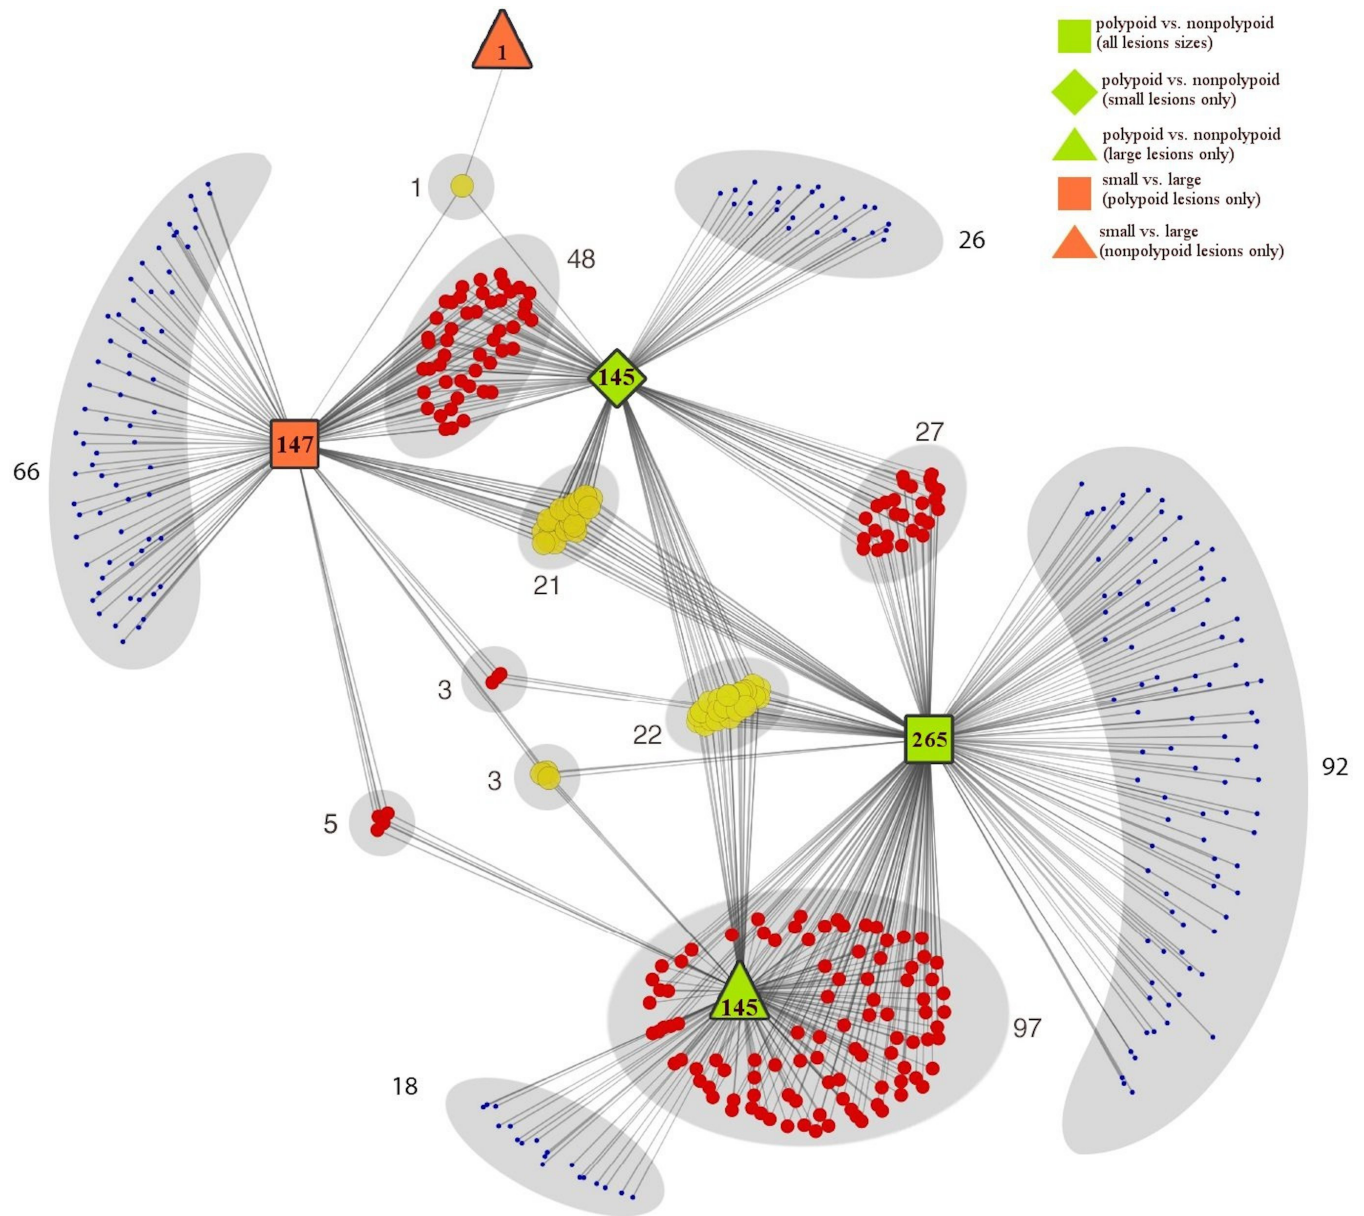 1
polypoid vs. nonpolypoid
(all lesions sizes)
polypoid vs. nonpolypoid
(small lesions only)
polypoid vs. nonpolypoid
(large lesions only)
small vs. large
(polypoid lesions only)
small vs. large
(nonpolypoid lesions only)
1
48
26
145
147
27
66
21
3
22
265
3
92
5
145
97
18